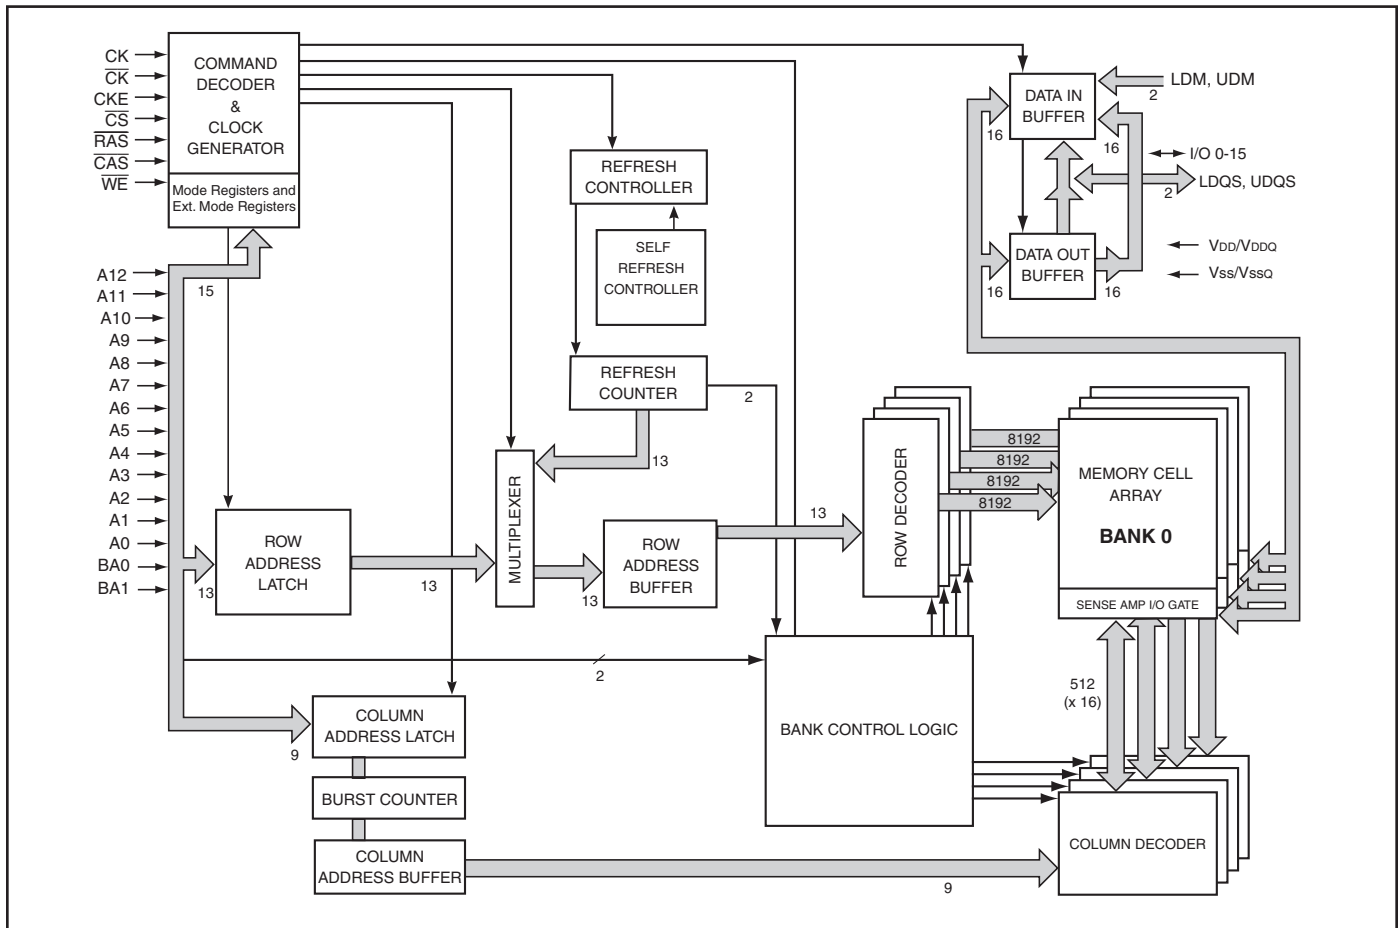 CK
CK
CKE
CS
RAS
CAS
WE
COMMAND
DECODER
&
CLOCK
GENERATOR
Mode Registers and
Ext. Mode Registers
A12
A11
A10
A9
A8
A7
A6
A5
A4
A3
A2
A1
A0
BA0
BA1
15
13
ROW
ADDRESS
LATCH
13
MULTIPLEXER
13
REFRESH
CONTROLLER
SELF
REFRESH
CONTROLLER
REFRESH
COUNTER
2
13
ROW
ADDRESS
BUFFER
13
ROW DECODER
8192
8192
8192
8192
MEMORY CELL
ARRAY
BANK 0
SENSE AMP I/O GATE
DATA IN
BUFFER
LDM, UDM
2
16
16
I/O 0-15
LDQS, UDQS
2
DATA OUT
BUFFER
16
16
VDD/VDDQ
VSS/VSSQ
2
BANK CONTROL LOGIC
512
(x 16)
COLUMN
ADDRESS LATCH
9
BURST COUNTER
COLUMN
ADDRESS BUFFER
9
COLUMN DECODER